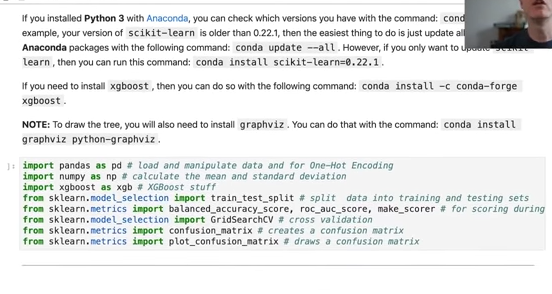 If you installed Python 3 with Anaconda, you can check which versions you have with the command: cond
example, your version of scikit-learn is older than 0.22.1, then the easiest thing to do is just update all
Anaconda packages with the following command: conda update --all. However, if you only want to update scikit-
learn, then you can run this command: conda install scikit-learn=0.22.1.
If you need to install xgboost, then you can do so with the following command: conda install -c conda-forge
xgboost.
NOTE: To draw the tree, you will also need to install graphviz. You can do that with the command: conda install
graphviz python-graphviz.
]: import pandas as pd # load and manipulate data and for One-Hot Encoding
import numpy as np # calculate the mean and standard deviation
import xgboost as xgb # XGBoost stuff
from sklearn.model_selection import train_test_split # split  data into training and testing sets
from sklearn.metrics import balanced_accuracy_score, roc_auc_score, make_scorer # for scoring during
from sklearn.model_selection import GridSearchCV # cross validation
from sklearn.metrics import confusion_matrix # creates a confusion matrix
from sklearn.metrics import plot_confusion_matrix # draws a confusion matrix